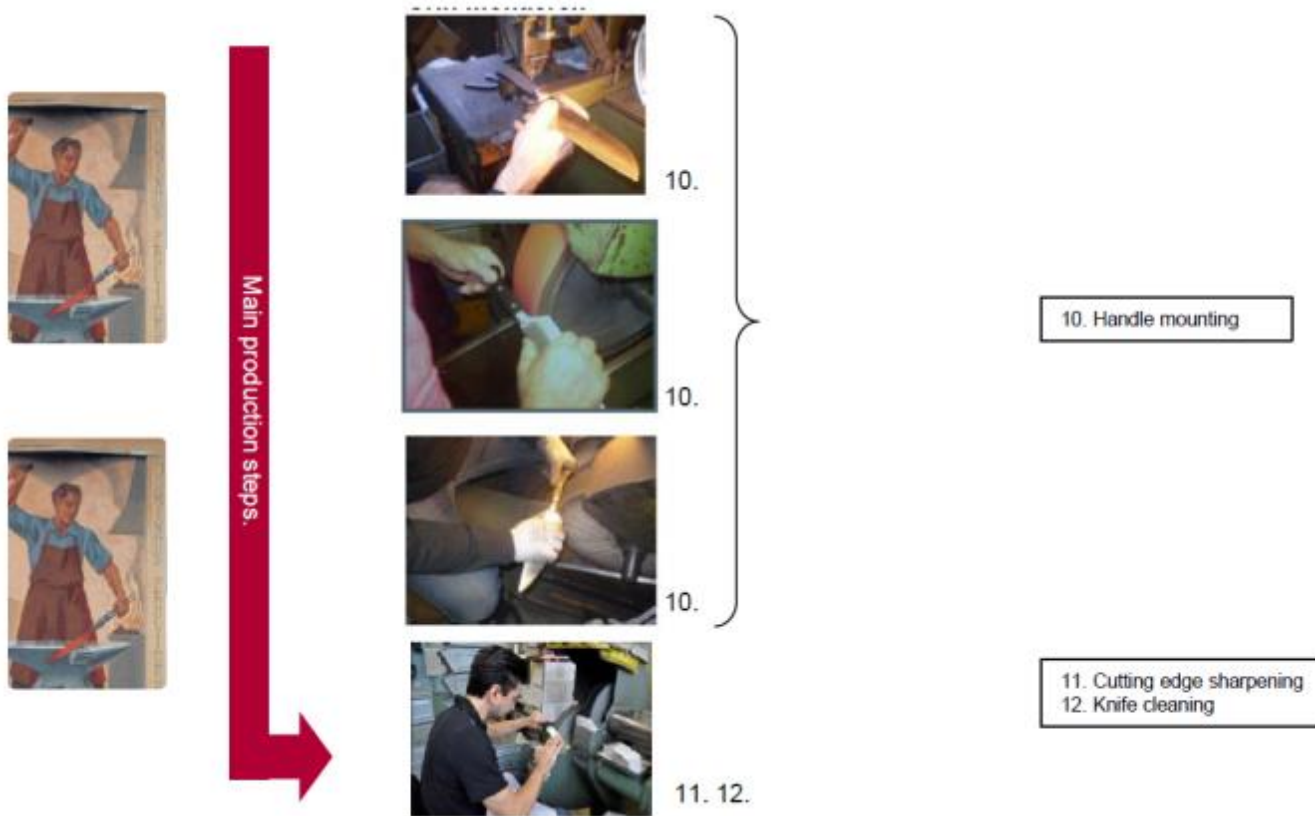 Main production steps.
10.
10.
10.
11. 12.
10. Handle mounting
11. Cutting edge sharpening
12. Knife cleaning